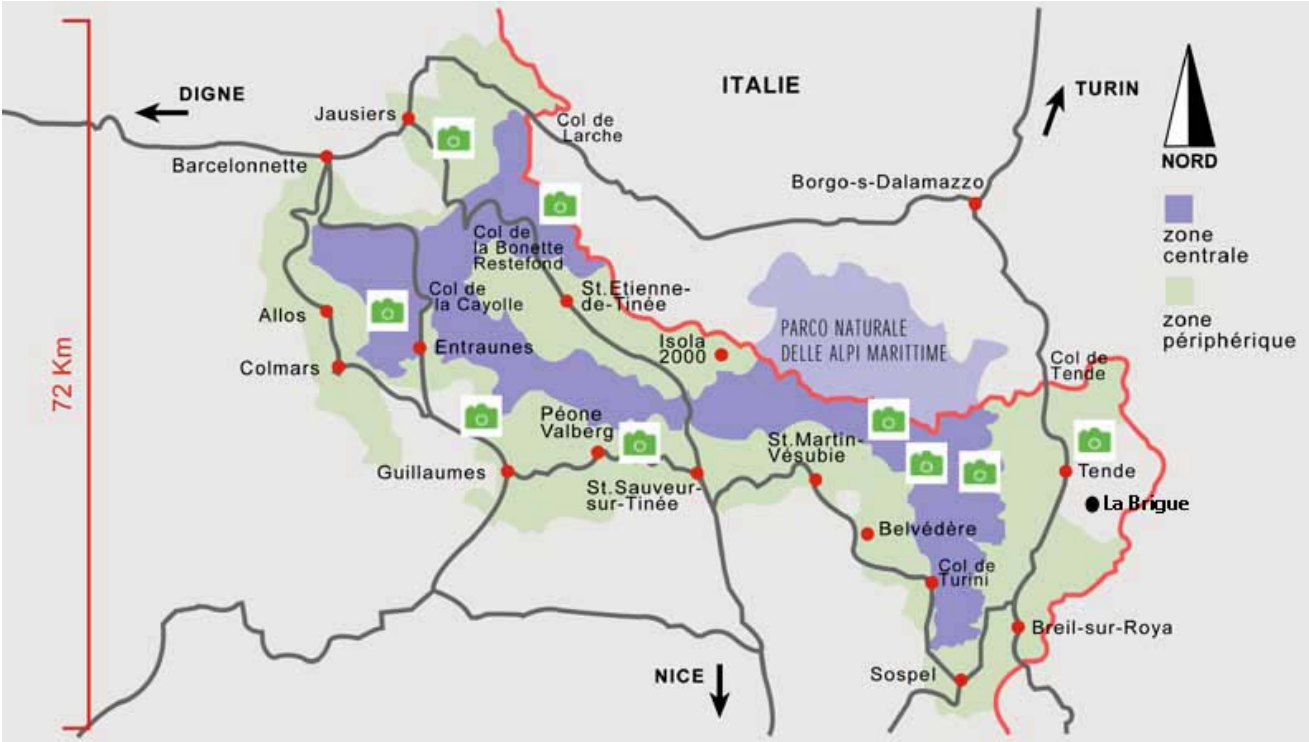 ITALIE
DIGNE
TURIN
Jausiers
Col de
Larche
NORD
Barcelonnette
Borgo-s-Dalamazzo
zone
centrale
Col de
la Bonette
Restefond
Col de
la Cayolle
St.Etienne-
de-Tinée
Allos
zone
périphérique
PARCO NATURALE
DELLE ALPI MARITTIME
Isola
2000
Entraunes
Colmars
Col de
Tende
72 Km
Péone
Valberg
St.Martin-
Vésubie
Guillaumes
Tende
St.Sauveur-
sur-Tinée
La Brigue
Belvédère
Col de
Turini
Breil-sur-Roya
NICE
Sospel